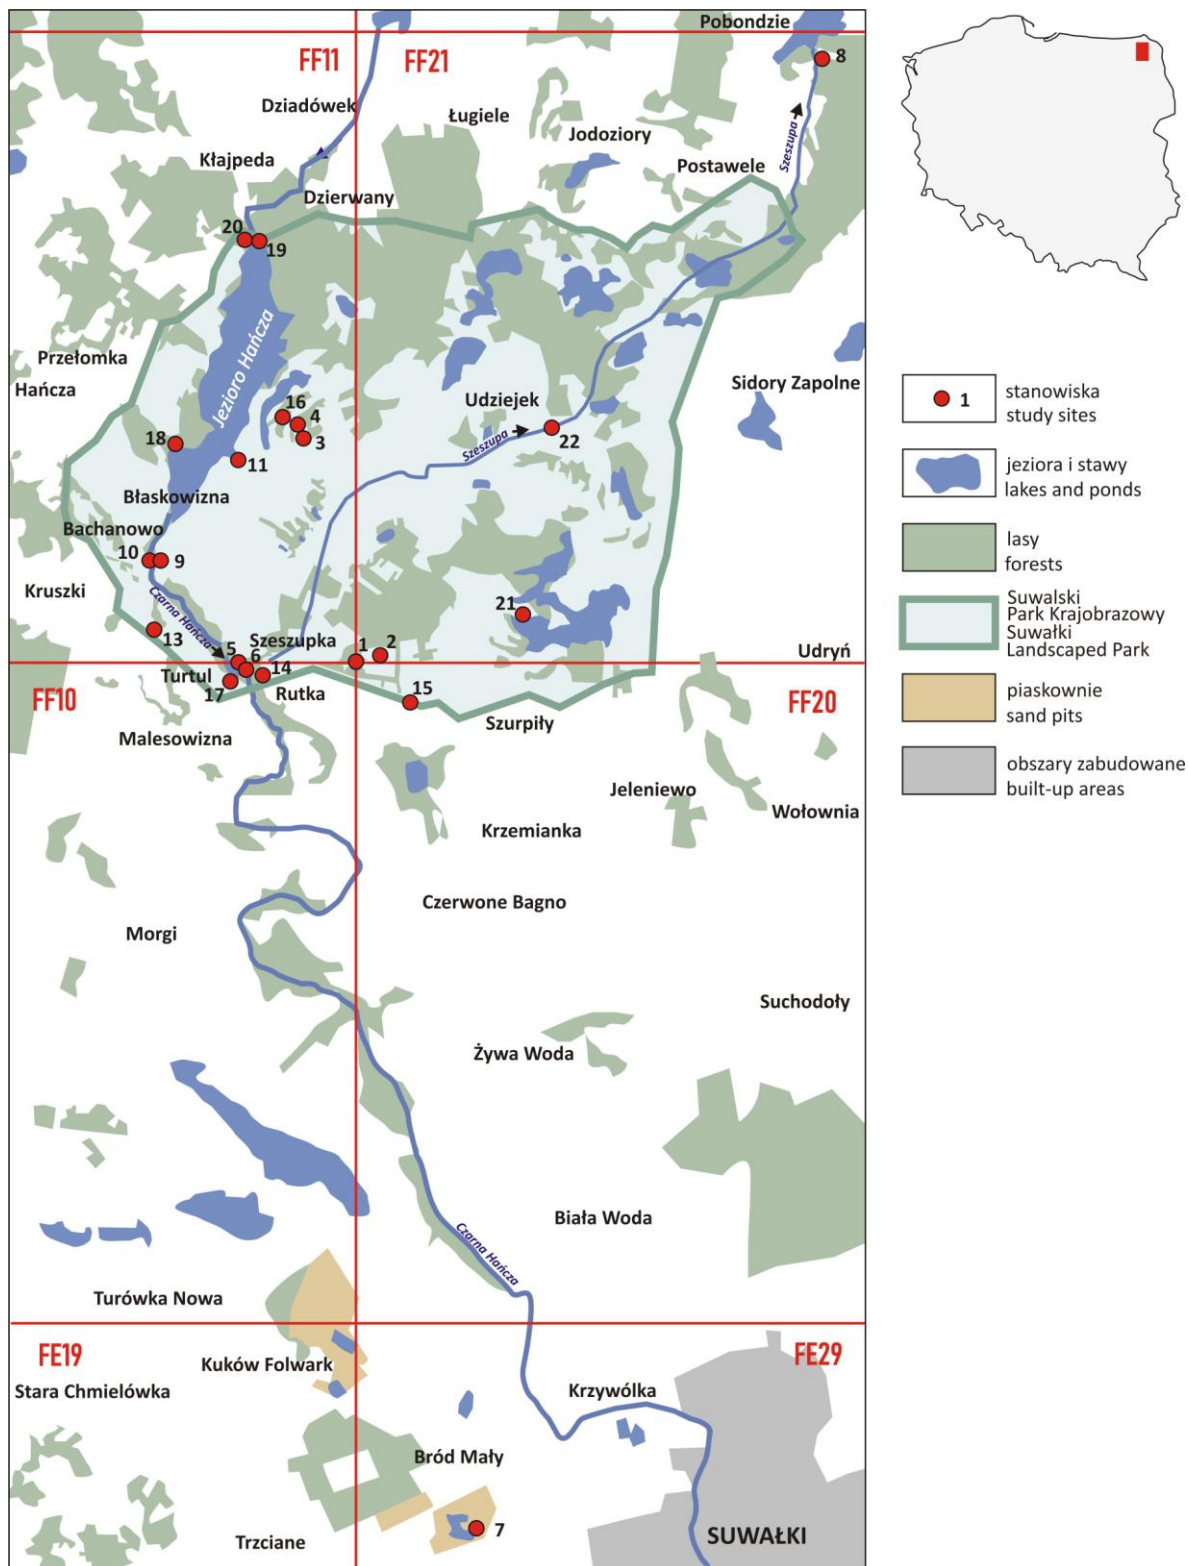 Pobondzie
FF11
FF21
8
Dziadówek
Ługiele
Jodoziory
Szeszupa
Kłajpeda
Postawele
Dzierwany
20
19
Jezioro Hańcza
Przełomka
Hańcza
Sidory Zapolne
16
4
3
Udziejek
18
11
Szeszupa
22
Błaskowizna
Bachanowo
10
9
Kruszki
Czarna Hańcza
21
13
Szeszupka
1
2
5
6
14
Udryń
Turtul
17
Rutka
15
FF10
FF20
Szurpiły
Malesowizna
Jeleniewo
Wołownia
Krzemianka
Czerwone Bagno
Morgi
Suchodoły
Żywa Woda
Biała Woda
Czarna Hańcza
Turówka Nowa
FE19
FE29
Kuków Folwark
Stara Chmielówka
Krzywólka
Bród Mały
7
Trzciane
SUWAŁKI
1
stanowiska
study sites
jeziora i stawy
lakes and ponds
lasy
forests
Suwalski
Park Krajobrazowy
Suwałki
Landscaped Park
piaskownie
sand pits
obszary zabudowane
built-up areas